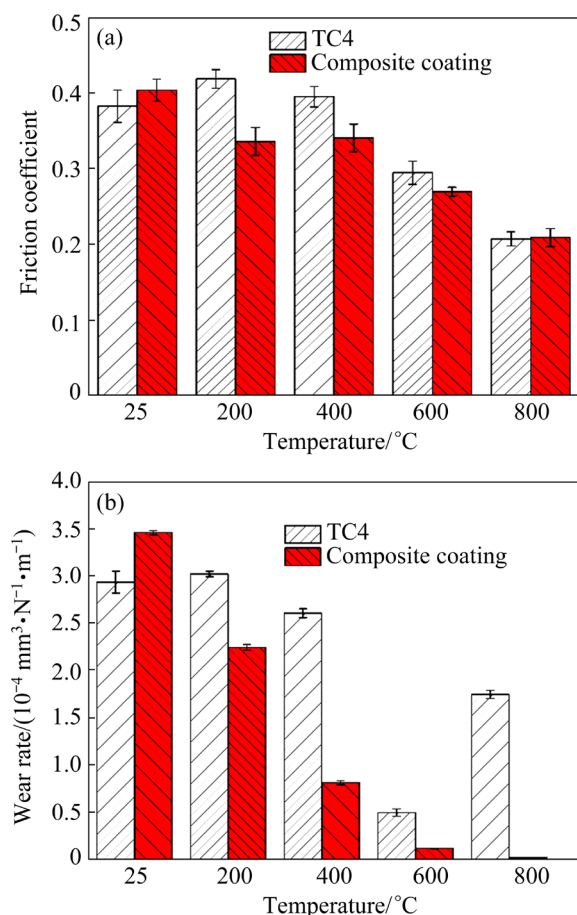 (a)
TC4
Composite coating
0.5
0.4
0.3
0.2
0.1
0
Friction coefficient
25 200 400 600 800
Temperature/°C
(b)
TC4
Composite coating
4.0
3.5
3.0
2.5
2.0
1.5
1.0
0.5
0
Wear rate/(10⁻⁴ mm³•N⁻¹•m⁻¹)
25 200 400 600 800
Temperature/°C